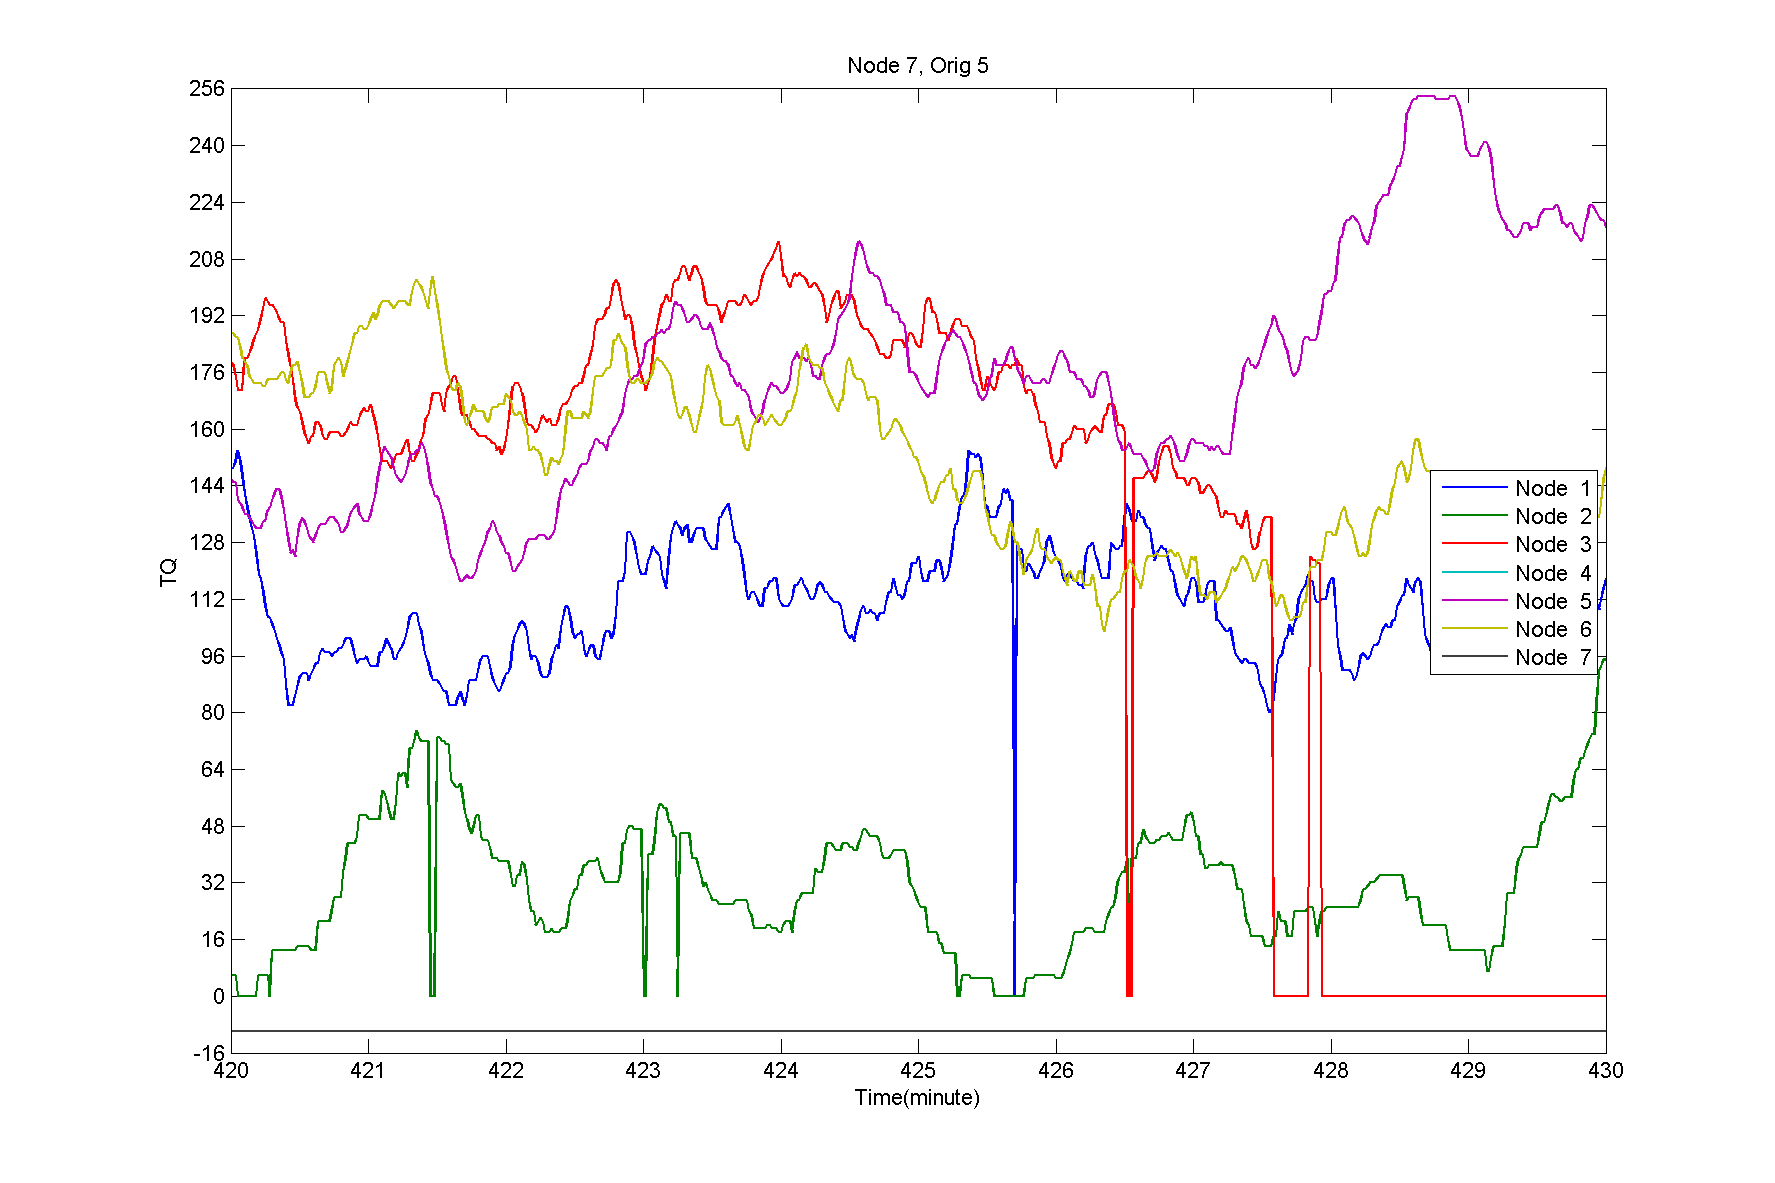 Node 7, Orig 5
256
240
224
208
192
176
160
144
128
112
96
80
64
48
32
16
0
-16
TQ
Node 1
Node 2
Node 3
Node 4
Node 5
Node 6
Node 7
420 421 422 423 424 425 426 427 428 429 430
Time(minute)